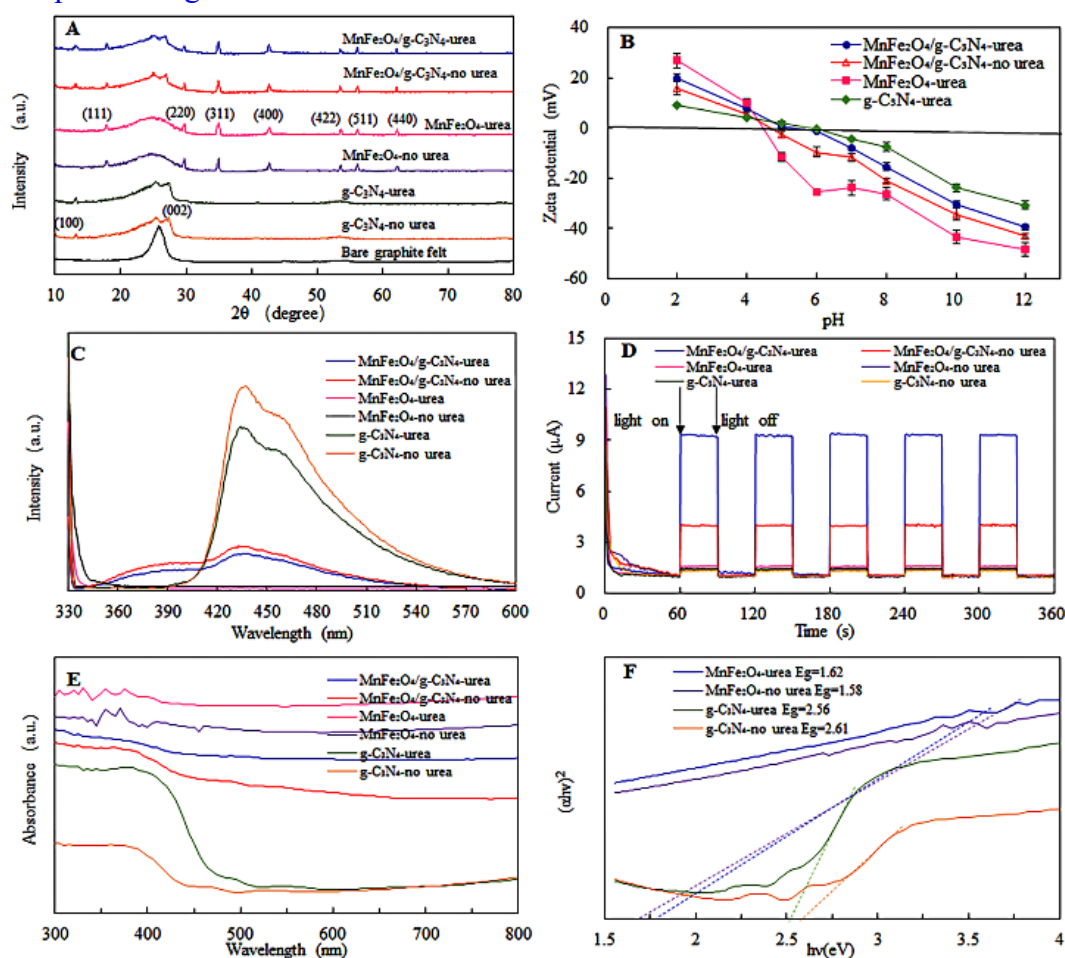 A
MnFe₂O₄/g-C₃N₄-urea
MnFe₂O₄/g-C₃N₄-no urea
(111) (220) (311) (400) (422) (511) (440)
MnFe₂O₄-urea
MnFe₂O₄-no urea
g-C₃N₄-urea
(100) (002) g-C₃N₄-no urea
Bare graphite felt
Intensity (a.u.)
10 20 30 40 50 60 70 80
2θ (degree)
B
MnFe₂O₄/g-C₃N₄-urea
MnFe₂O₄/g-C₃N₄-no urea
MnFe₂O₄-urea
g-C₃N₄-urea
40
20
0
-20
-40
-60
Zeta potential (mV)
0 2 4 6 8 10 12
pH
C
MnFe₂O₄/g-C₃N₄-urea
MnFe₂O₄/g-C₃N₄-no urea
MnFe₂O₄-urea
MnFe₂O₄-no urea
g-C₃N₄-urea
g-C₃N₄-no urea
Intensity (a.u.)
330 360 390 420 450 480 510 540 570 600
Wavelength (nm)
D
MnFe₂O₄/g-C₃N₄-urea MnFe₂O₄/g-C₃N₄-no urea
MnFe₂O₄-urea MnFe₂O₄-no urea
g-C₃N₄-urea g-C₃N₄-no urea
light on light off
15
12
9
6
3
0
Current (μA)
0 60 120 180 240 300 360
Time (s)
E
MnFe₂O₄/g-C₃N₄-urea
MnFe₂O₄/g-C₃N₄-no urea
MnFe₂O₄-urea
MnFe₂O₄-no urea
g-C₃N₄-urea
g-C₃N₄-no urea
Absorbance (a.u.)
300 400 500 600 700 800
Wavelength (nm)
F
MnFe₂O₄-urea Eg=1.62
MnFe₂O₄-no urea Eg=1.58
g-C₃N₄-urea Eg=2.56
g-C₃N₄-no urea Eg=2.61
(αhν)²
1.5 2 2.5 3 3.5 4
hν(eV)